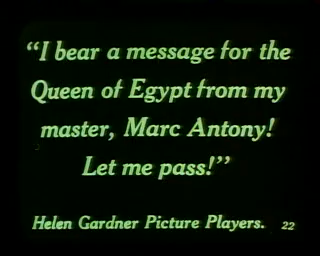 “I bear a message for the
Queen of Egypt from my
master, Marc Antony!
Let me pass!”
Helen Gardner Picture Players. 22